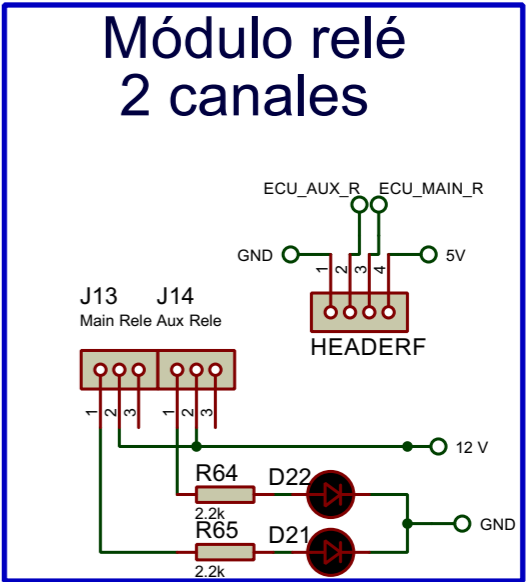 Módulo relé
2 canales
ECU_AUX_R ECU_MAIN_R
GND 5V
1 2 3 4
HEADERF
J13 J14
Main Rele Aux Rele
1 2 3 1 2 3
12 V
R64 D22
2.2k
GND
R65 D21
2.2k